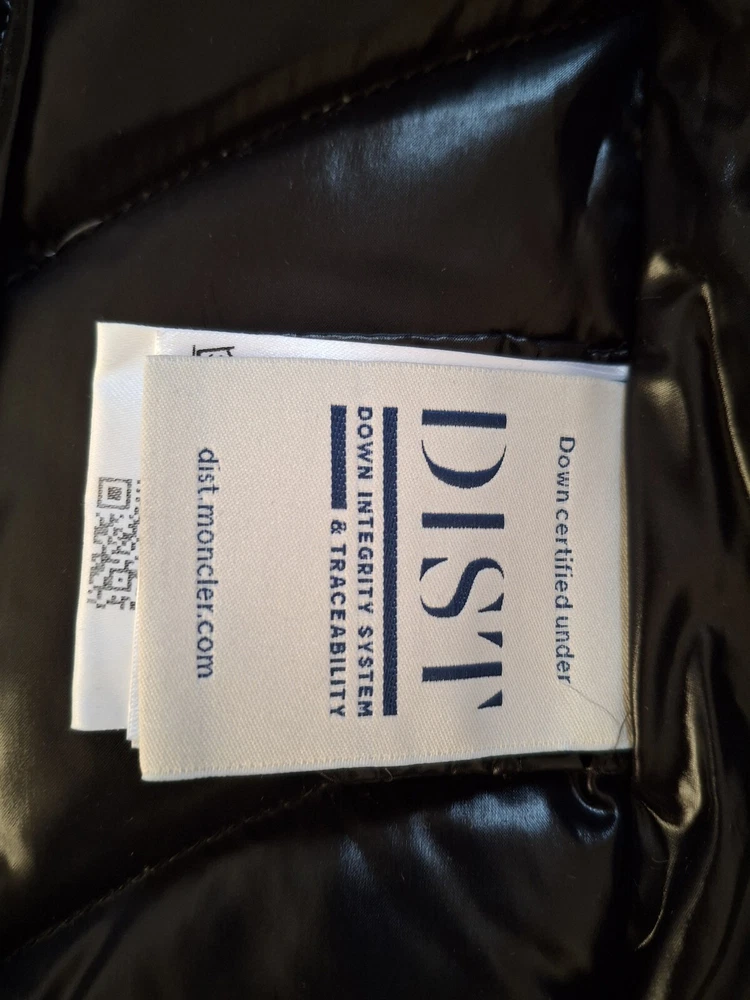 Down certified under
DIST
DOWN INTEGRITY SYSTEM
& TRACEABILITY
dist.moncler.com